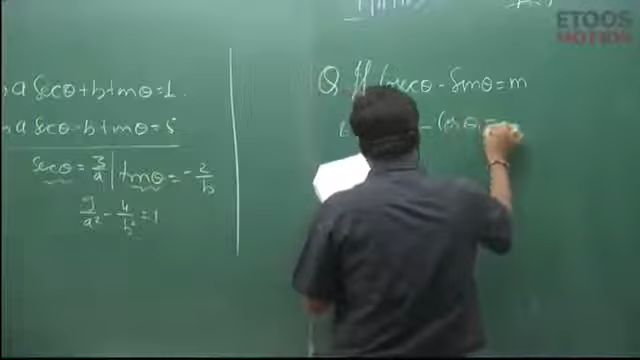 ETOOS
MOTION
a secθ + b tanθ = 1.
a secθ - b tanθ = 5
secθ = 3/a | tanθ = -2/b
9/a² - 4/b² = 1
Q. If Cosecθ - Sinθ = m
- Cosθ =